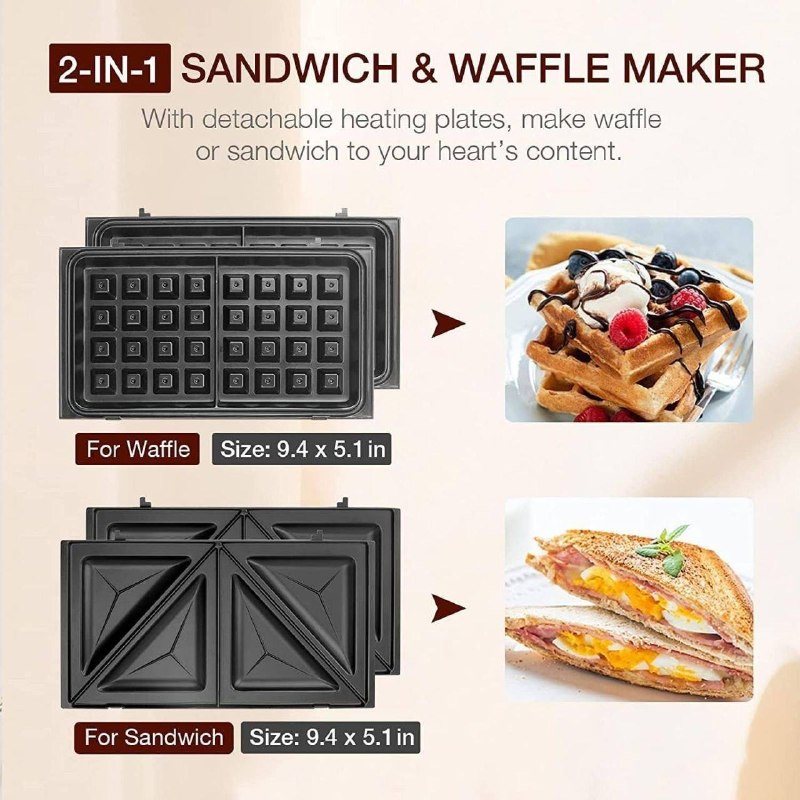 2-IN-1 SANDWICH & WAFFLE MAKER
With detachable heating plates, make waffle
or sandwich to your heart's content.
For Waffle Size: 9.4 x 5.1 in
For Sandwich Size: 9.4 x 5.1 in